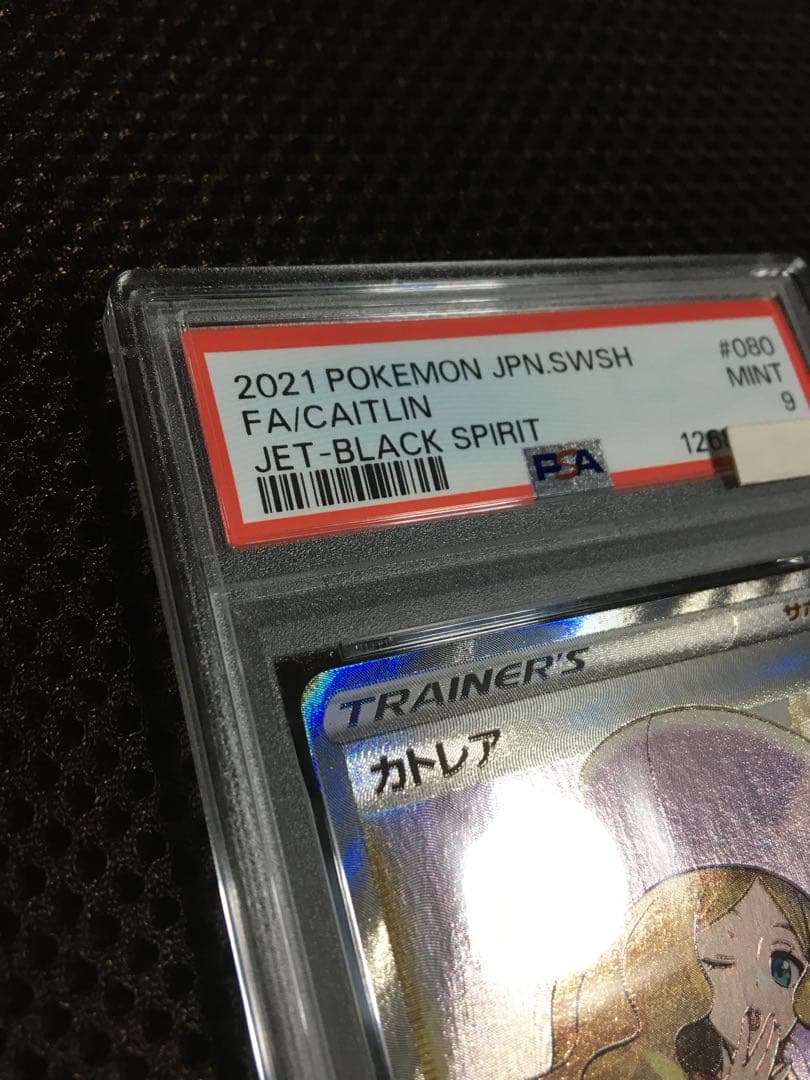 2021 POKEMON JPN.SWSH #080
FA/CAITLIN MINT
JET-BLACK SPIRIT 9
PSA
TRAINER'S
カトレア